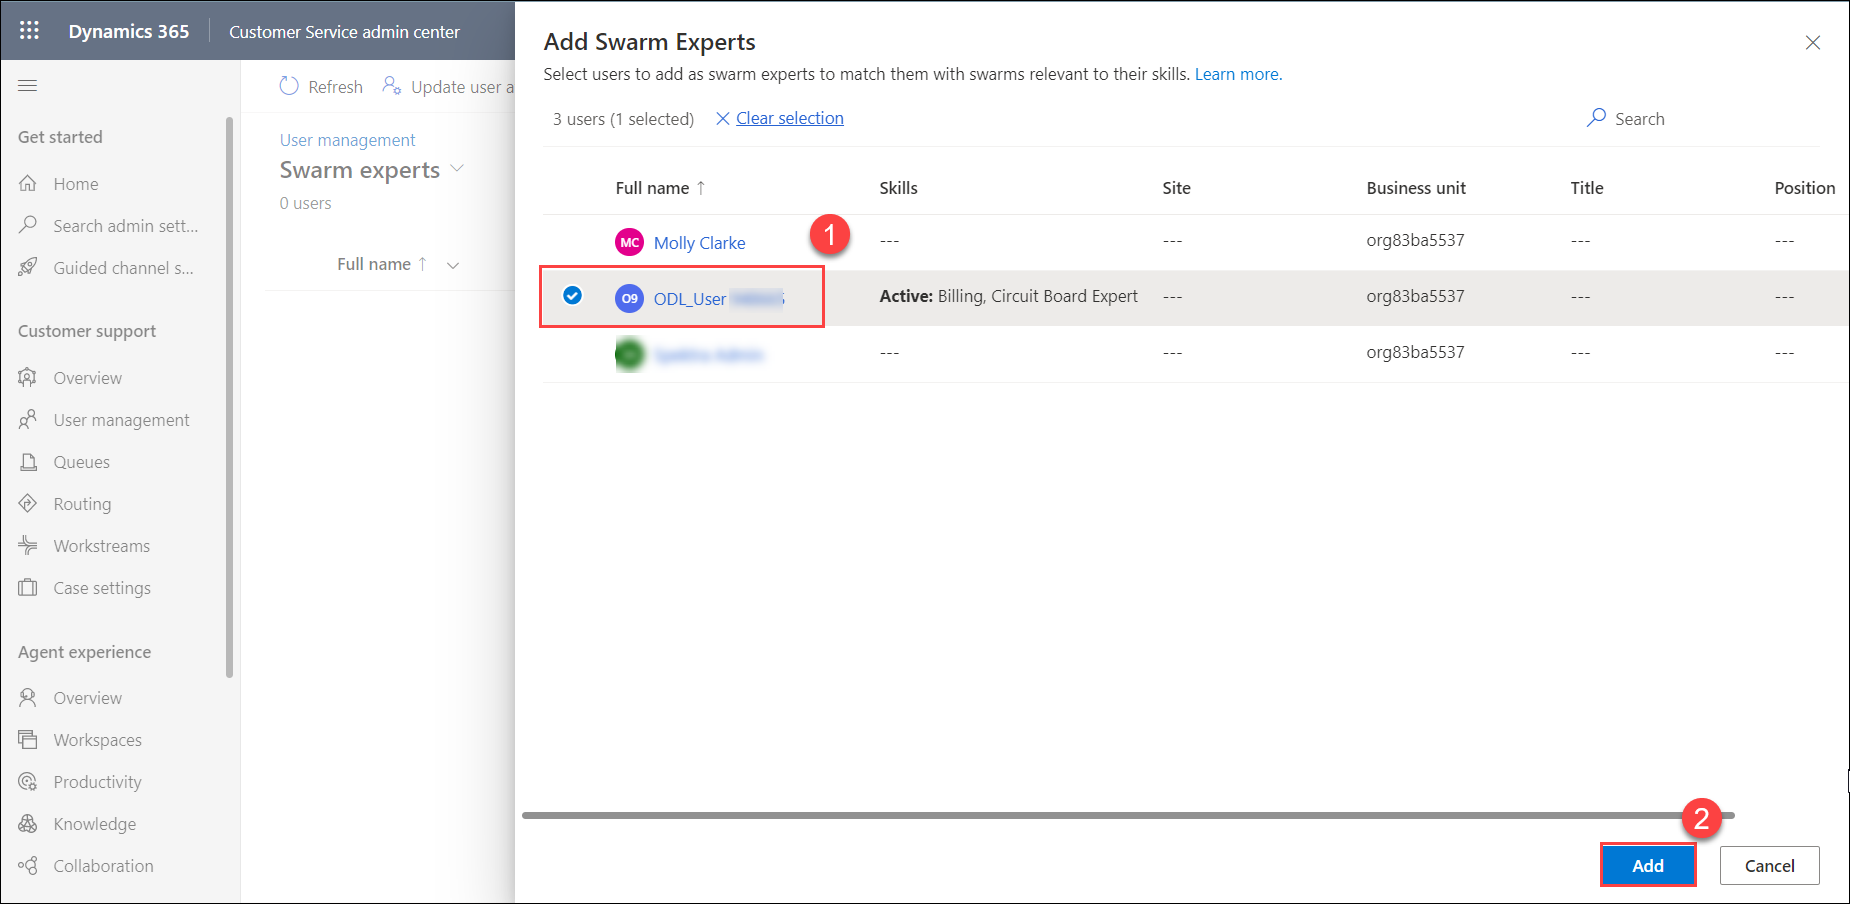 Dynamics 365
Customer Service admin center
Get started
Home
Search admin sett...
Guided channel s...
Customer support
Overview
User management
Queues
Routing
Workstreams
Case settings
Agent experience
Overview
Workspaces
Productivity
Knowledge
Collaboration
Refresh
Update user a
User management
Swarm experts
0 users
Full name ↑
Add Swarm Experts
Select users to add as swarm experts to match them with swarms relevant to their skills. Learn more.
3 users (1 selected) Clear selection Search
Full name ↑ Skills Site Business unit Title Position
MC Molly Clarke --- --- org83ba5537 --- ---
1
O9 ODL_User Active: Billing, Circuit Board Expert --- org83ba5537 --- ---
--- --- org83ba5537 --- ---
2
Add Cancel